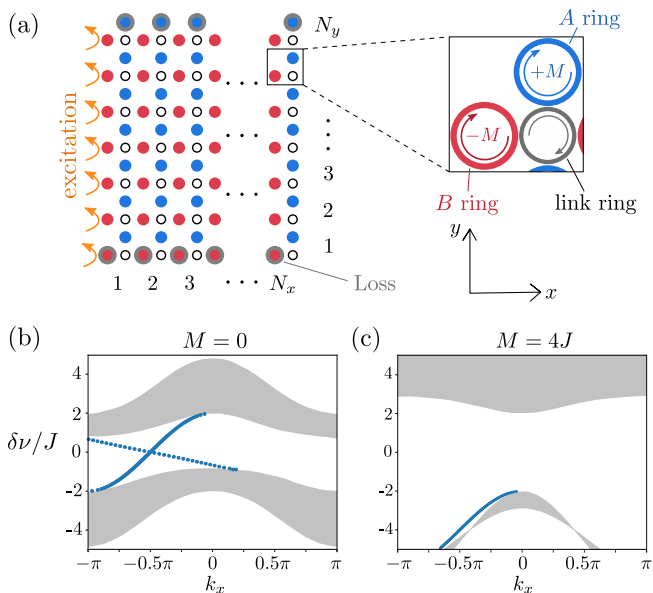 (a)
N_y
A ring
+M
−M
excitation
B ring
link ring
3
2
1
y
x
1 2 3 N_x
Loss
(b)
M = 0
(c)
M = 4J
δν/J
4
2
0
-2
-4
−π −0.5π 0 0.5π π
k_x
4
2
0
-2
-4
−π −0.5π 0 0.5π π
k_x